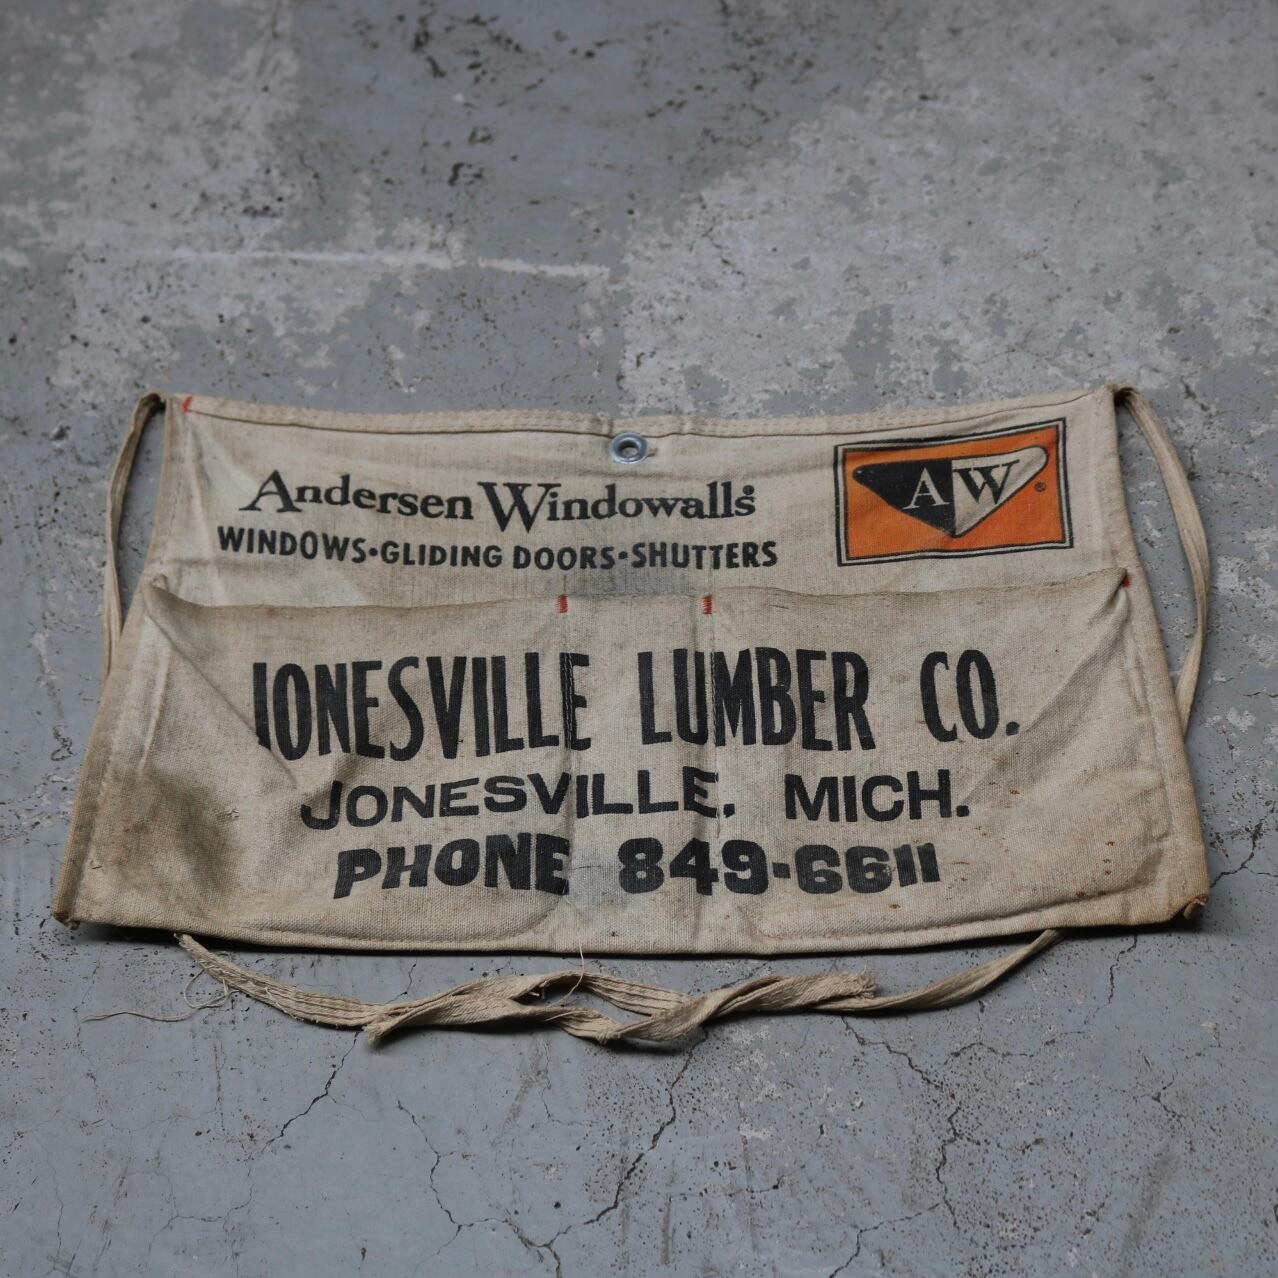 Andersen Windowalls
WINDOWS•GLIDING DOORS•SHUTTERS
AW®
JONESVILLE LUMBER CO.
JONESVILLE, MICH.
PHONE 849-6611